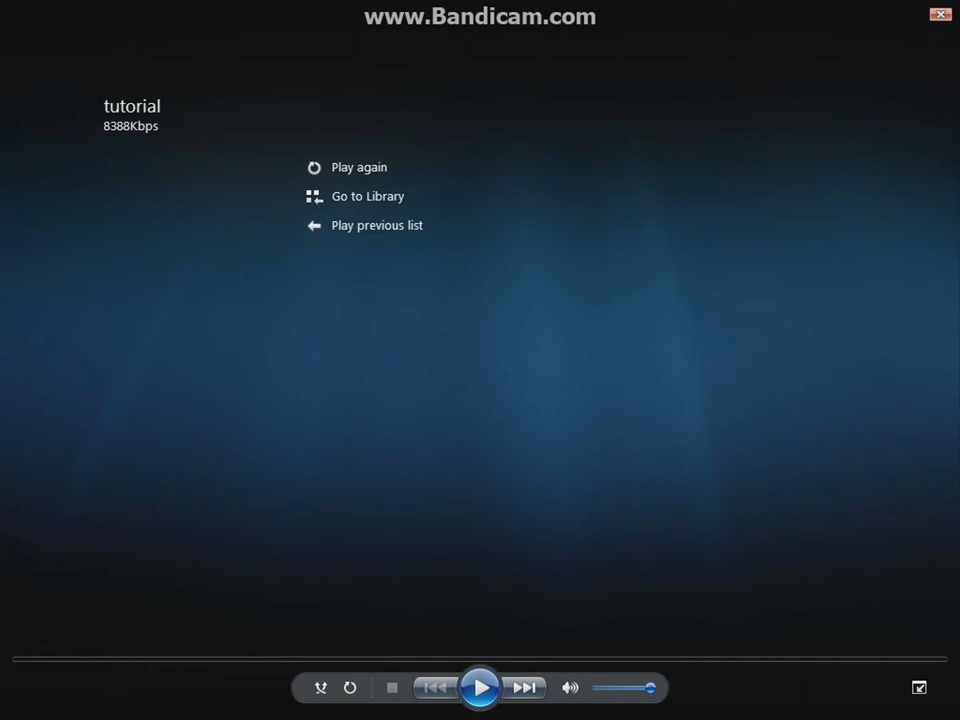 www.Bandicam.com
tutorial
8388Kbps
Play again
Go to Library
Play previous list